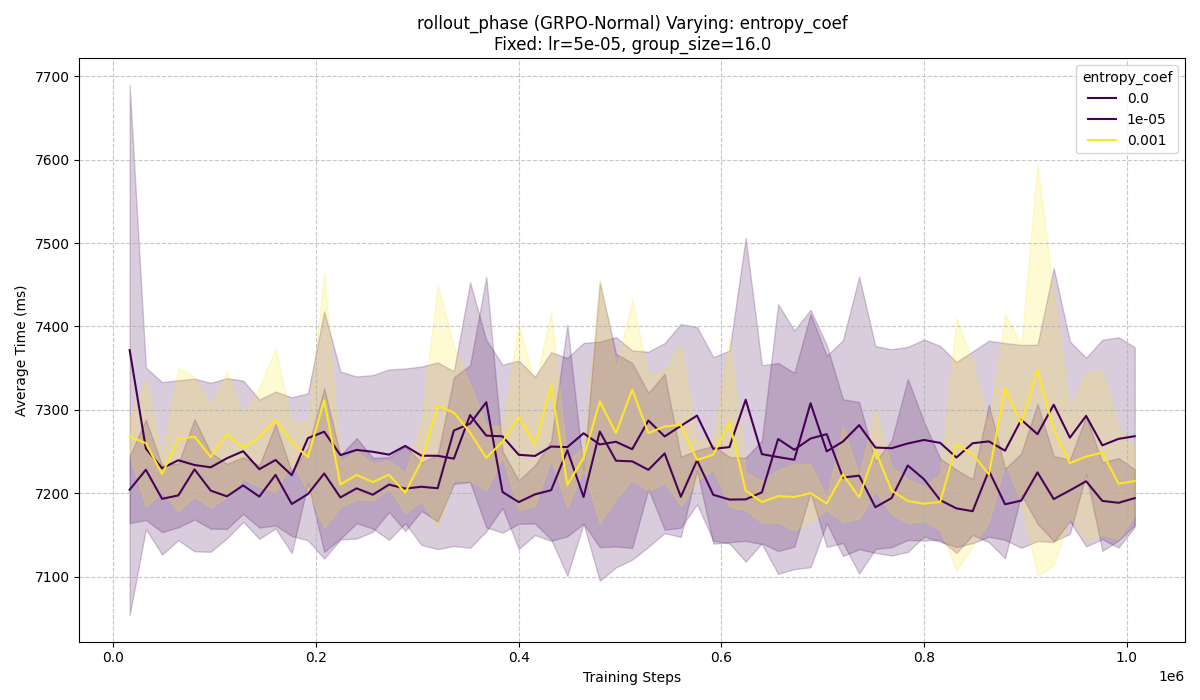 rollout_phase (GRPO-Normal) Varying: entropy_coef
Fixed: lr=5e-05, group_size=16.0
entropy_coef
0.0
1e-05
0.001
Average Time (ms)
7700
7600
7500
7400
7300
7200
7100
0.0
0.2
0.4
0.6
0.8
1.0
1e6
Training Steps